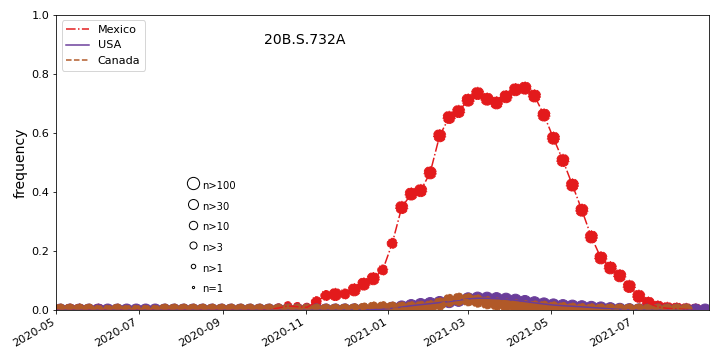 20B.S.732A
Mexico
USA
Canada
frequency
1.0
0.8
0.6
0.4
0.2
0.0
n>100
n>30
n>10
n>3
n>1
n=1
2020-05
2020-07
2020-09
2020-11
2021-01
2021-03
2021-05
2021-07